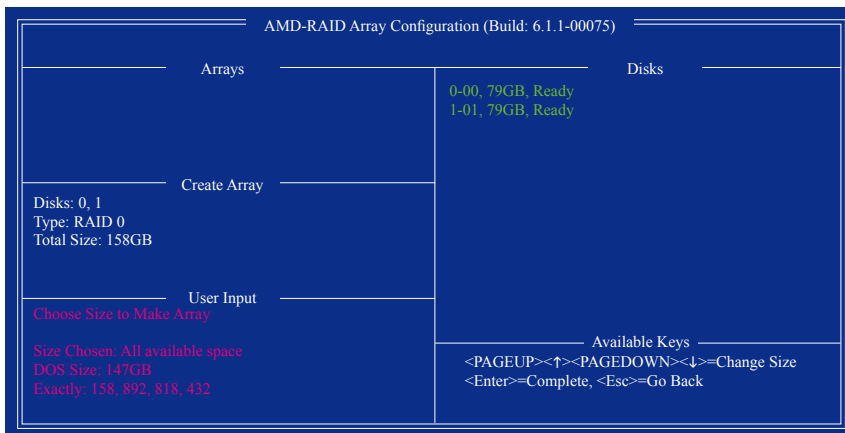 AMD-RAID Array Configuration (Build: 6.1.1-00075)
Arrays
Create Array
Disks: 0, 1
Type: RAID 0
Total Size: 158GB
User Input
Choose Size to Make Array
Size Chosen: All available space
DOS Size: 147GB
Exactly: 158, 892, 818, 432
Disks
0-00, 79GB, Ready
1-01, 79GB, Ready
Available Keys
<PAGEUP><↑><PAGEDOWN><↓>=Change Size
<Enter>=Complete, <Esc>=Go Back